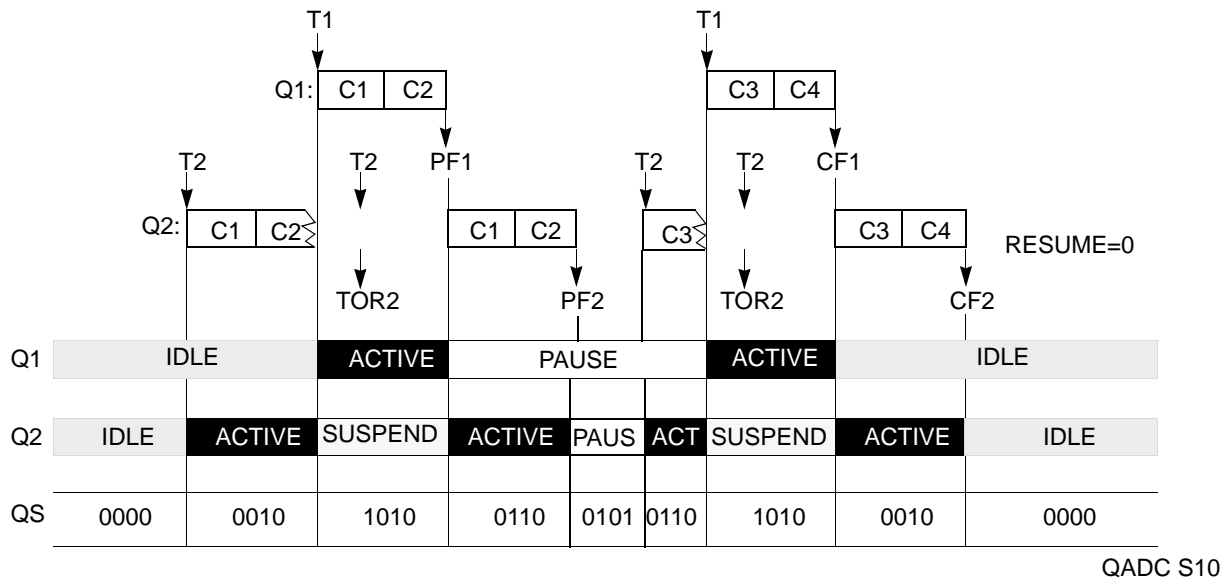 T1 T1
Q1: C1 C2 C3 C4
T2 T2 PF1 T2 T2 CF1
Q2: C1 C2 C1 C2 C3 C3 C4 RESUME=0
TOR2 PF2 TOR2 CF2
Q1 IDLE ACTIVE PAUSE ACTIVE IDLE
Q2 IDLE ACTIVE SUSPEND ACTIVE PAUS ACT SUSPEND ACTIVE IDLE
QS 0000 0010 1010 0110 0101 0110 1010 0010 0000
QADC S10